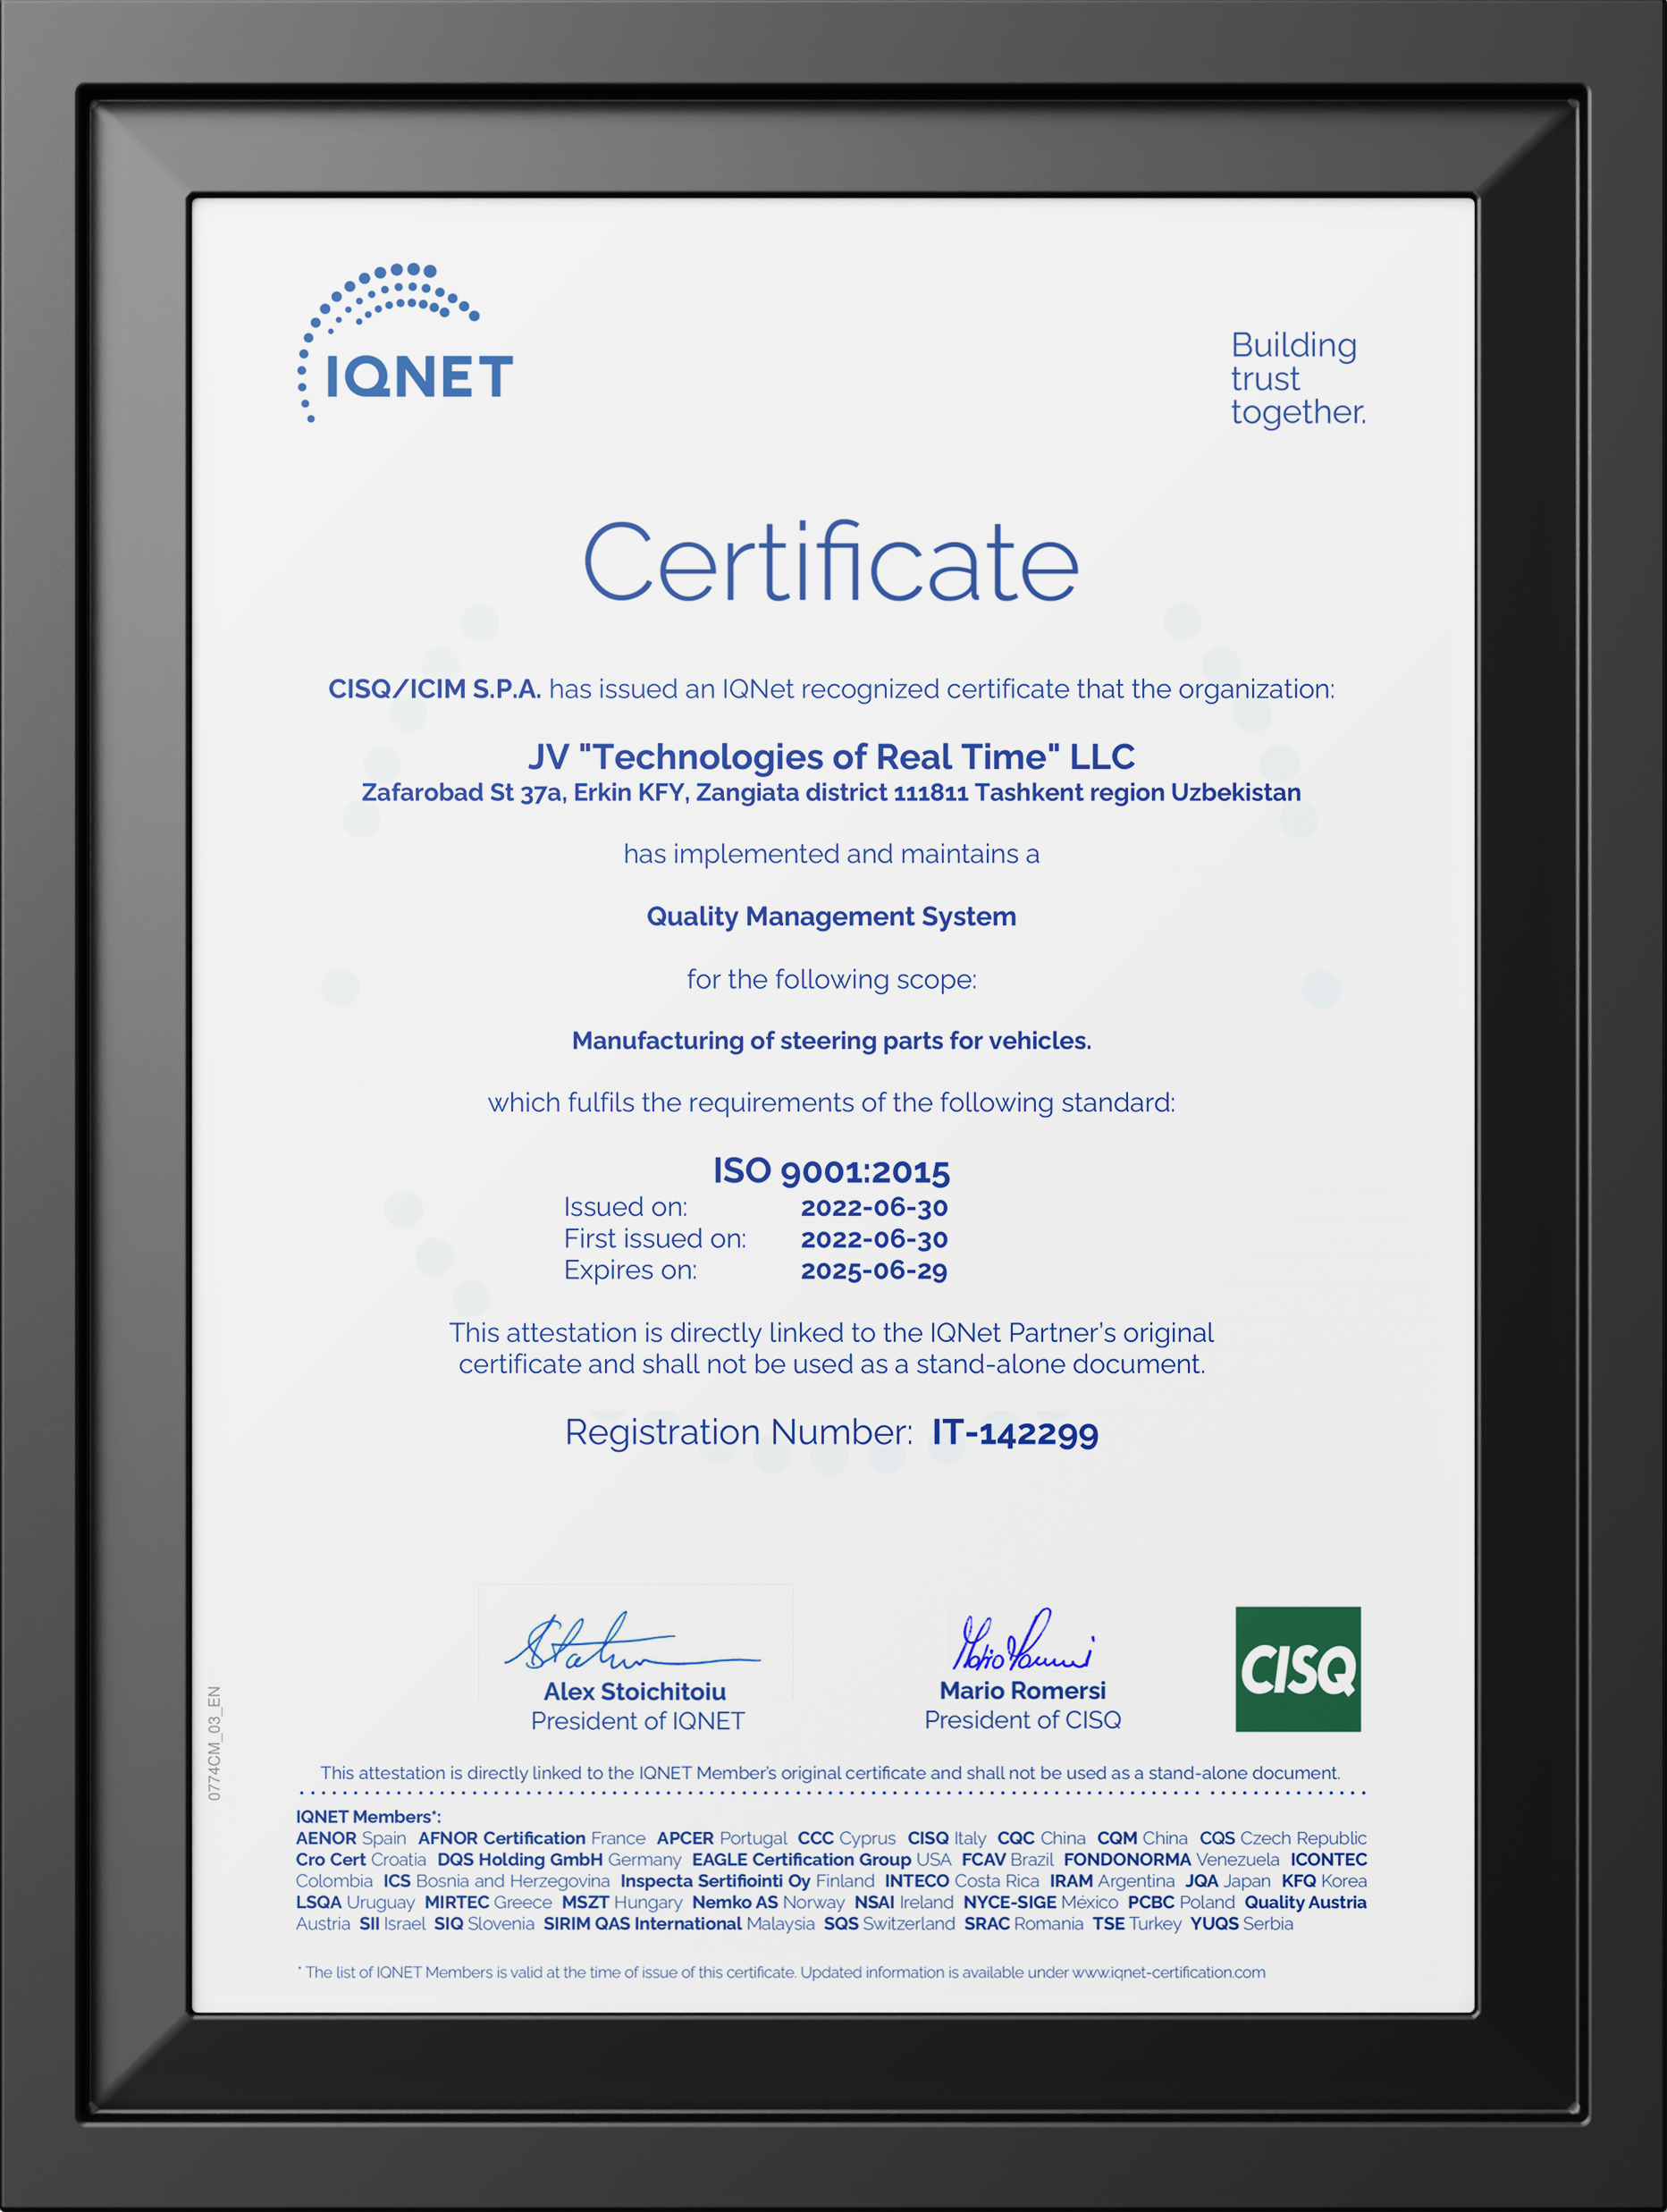 IQNET
Building
trust
together.
Certificate
CISQ/ICIM S.P.A. has issued an IQNet recognized certificate that the organization:
JV "Technologies of Real Time" LLC
Zafarobad St 37a, Erkin KFY, Zangiata district 111811 Tashkent region Uzbekistan
has implemented and maintains a
Quality Management System
for the following scope:
Manufacturing of steering parts for vehicles.
which fulfils the requirements of the following standard:
ISO 9001:2015
Issued on: 2022-06-30
First issued on: 2022-06-30
Expires on: 2025-06-29
This attestation is directly linked to the IQNet Partner's original
certificate and shall not be used as a stand-alone document.
Registration Number: IT-142299
Alex Stoichitoiu
President of IQNET
Mario Romersi
President of CISQ
CISQ
0774CM_03_EN
This attestation is directly linked to the IQNET Member's original certificate and shall not be used as a stand-alone document.
IQNET Members*:
AENOR Spain AFNOR Certification France APCER Portugal CCC Cyprus CISQ Italy CQC China CQM China CQS Czech Republic
Cro Cert Croatia DQS Holding GmbH Germany EAGLE Certification Group USA FCAV Brazil FONDONORMA Venezuela ICONTEC
Colombia ICS Bosnia and Herzegovina Inspecta Sertifiointi Oy Finland INTECO Costa Rica IRAM Argentina JQA Japan KFQ Korea
LSQA Uruguay MIRTEC Greece MSZT Hungary Nemko AS Norway NSAI Ireland NYCE-SIGE México PCBC Poland Quality Austria
Austria SII Israel SIQ Slovenia SIRIM QAS International Malaysia SQS Switzerland SRAC Romania TSE Turkey YUQS Serbia
* The list of IQNET Members is valid at the time of issue of this certificate. Updated information is available under www.iqnet-certification.com